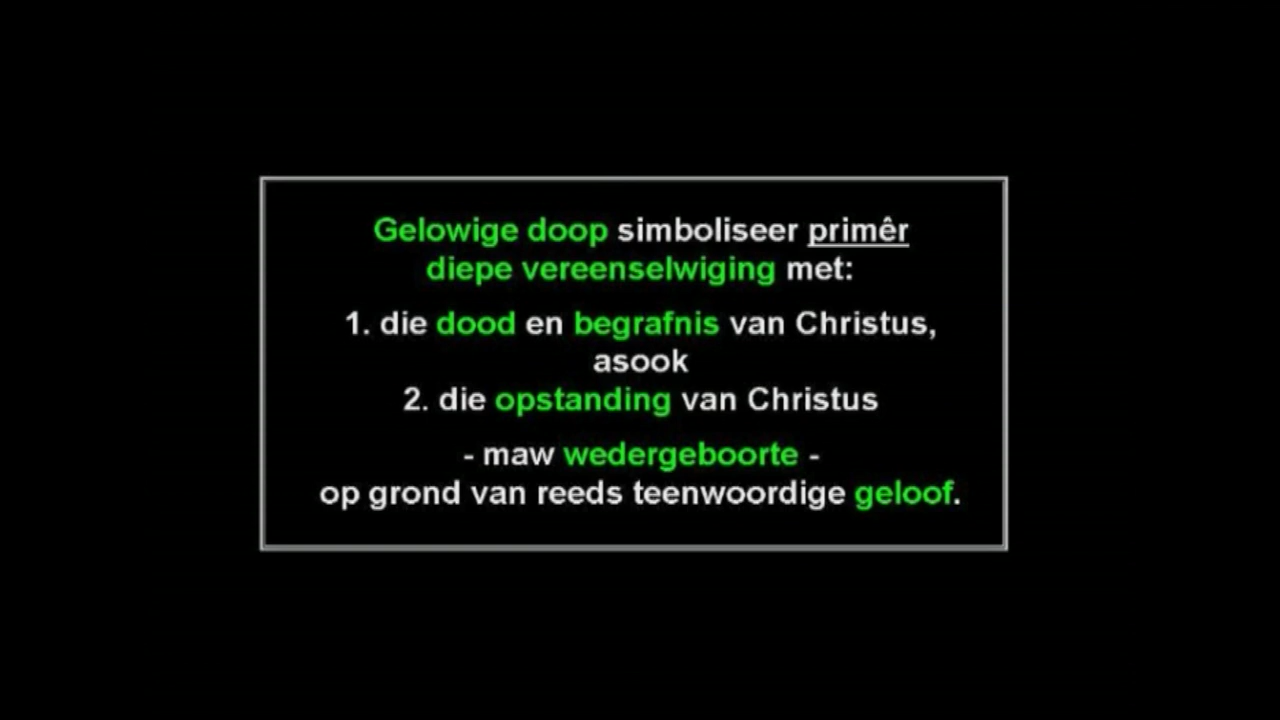 Gelowige doop simboliseer primêr
diepe vereenselwiging met:
1. die dood en begrafnis van Christus,
asook
2. die opstanding van Christus
- maw wedergeboorte -
op grond van reeds teenwoordige geloof.